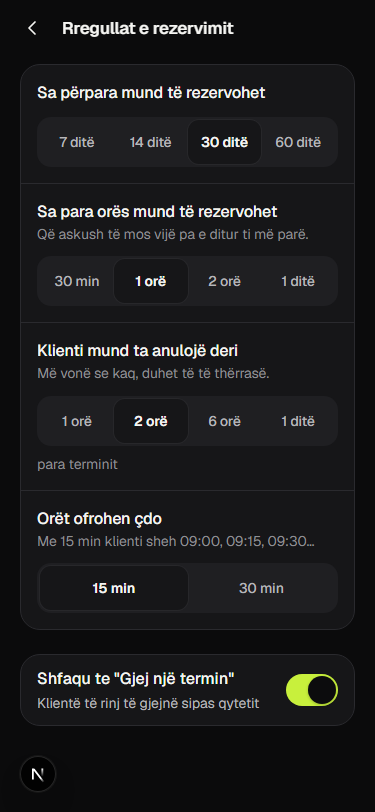 Rregullat e rezervimit
Sa përpara mund të rezervohet
7 ditë 14 ditë 30 ditë 60 ditë
Sa para orës mund të rezervohet
Që askush të mos vijë pa e ditur ti më parë.
30 min 1 orë 2 orë 1 ditë
Klienti mund ta anulojë deri
Më vonë se kaq, duhet të të thërrasë.
1 orë 2 orë 6 orë 1 ditë
para terminit
Orët ofrohen çdo
Me 15 min klienti sheh 09:00, 09:15, 09:30...
15 min 30 min
Shfaqu te "Gjej një termin"
Klientë të rinj të gjejnë sipas qytetit
N